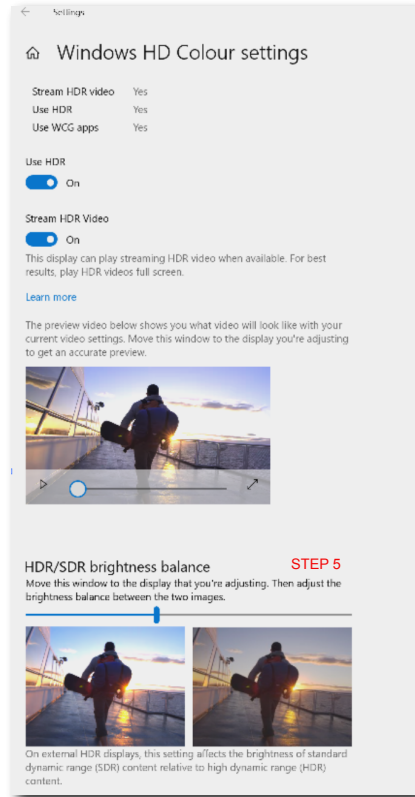 Settings
Windows HD Colour settings
Stream HDR video Yes
Use HDR Yes
Use WCG apps Yes
Use HDR
On
Stream HDR Video
On
This display can play streaming HDR video when available. For best
results, play HDR videos full screen.
Learn more
The preview video below shows you what video will look like with your
current video settings. Move this window to the display you're adjusting
to get an accurate preview.
HDR/SDR brightness balance STEP 5
Move this window to the display that you're adjusting. Then adjust the
brightness balance between the two images.
On external HDR displays, this setting affects the brightness of standard
dynamic range (SDR) content relative to high dynamic range (HDR)
content.